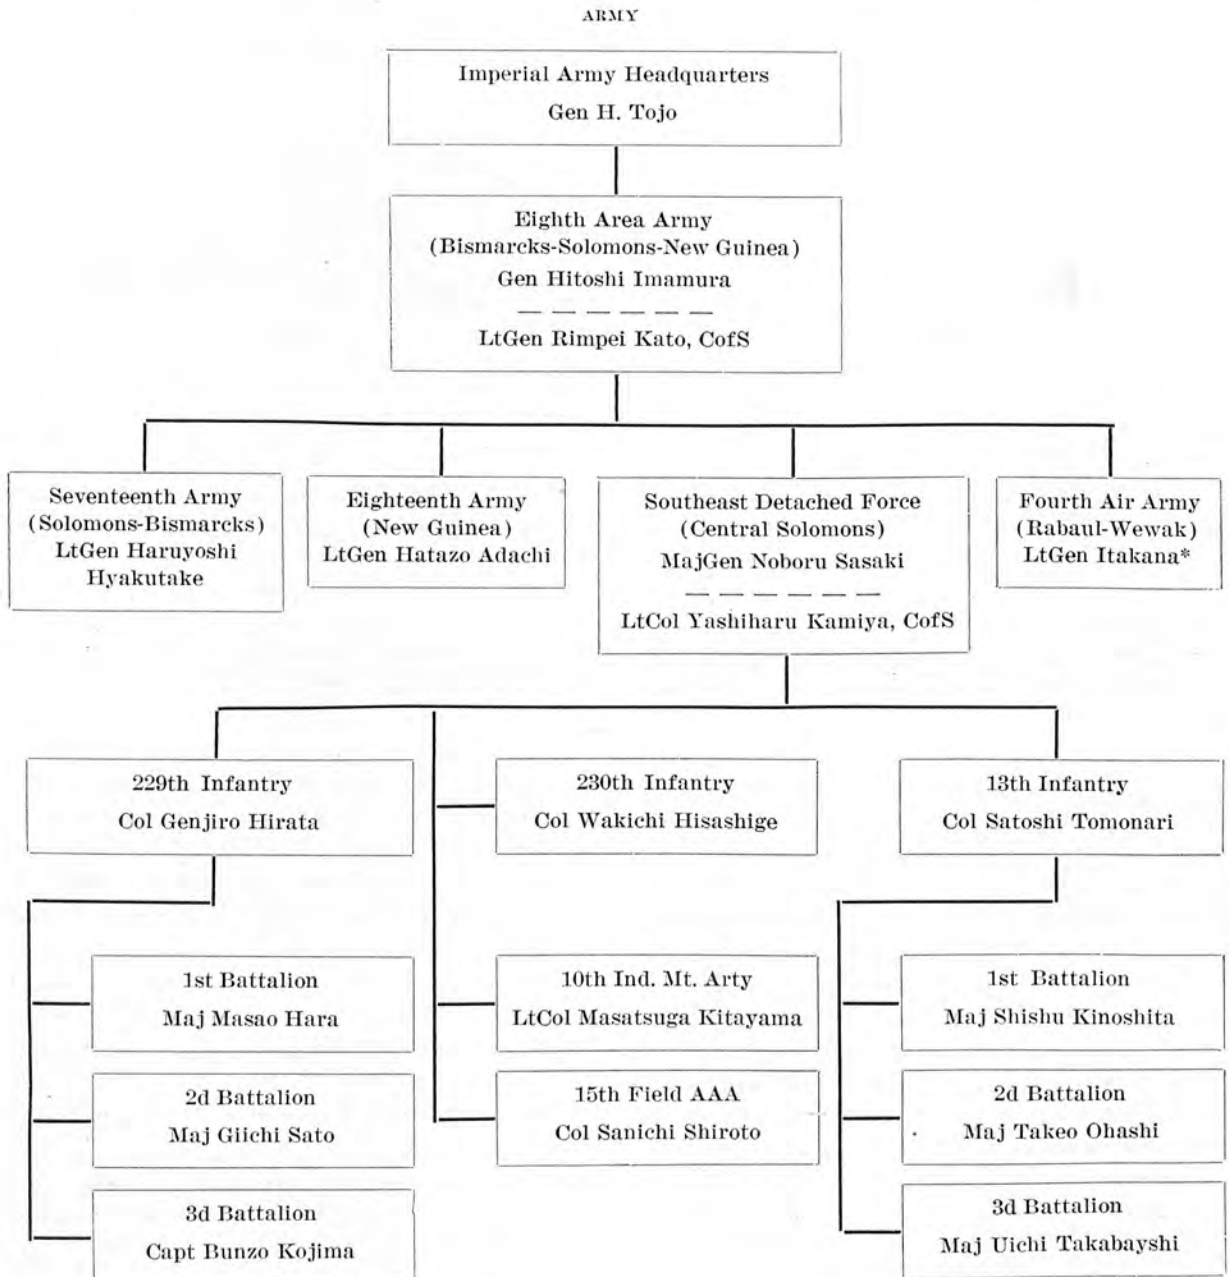 ARMY
Imperial Army Headquarters
Gen H. Tojo
Eighth Area Army
(Bismarcks-Solomons-New Guinea)
Gen Hitoshi Imamura
LtGen Rimpei Kato, CofS
Seventeenth Army
(Solomons-Bismarcks)
LtGen Haruyoshi
Hyakutake
Eighteenth Army
(New Guinea)
LtGen Hatazo Adachi
Southeast Detached Force
(Central Solomons)
MajGen Noboru Sasaki
LtCol Yashiharu Kamiya, CofS
Fourth Air Army
(Rabaul-Wewak)
LtGen Itakana*
229th Infantry
Col Genjiro Hirata
230th Infantry
Col Wakichi Hisashige
13th Infantry
Col Satoshi Tomonari
1st Battalion
Maj Masao Hara
2d Battalion
Maj Giichi Sato
3d Battalion
Capt Bunzo Kojima
10th Ind. Mt. Arty
LtCol Masatsuga Kitayama
15th Field AAA
Col Sanichi Shiroto
1st Battalion
Maj Shishu Kinoshita
2d Battalion
Maj Takeo Ohashi
3d Battalion
Maj Uichi Takabayshi